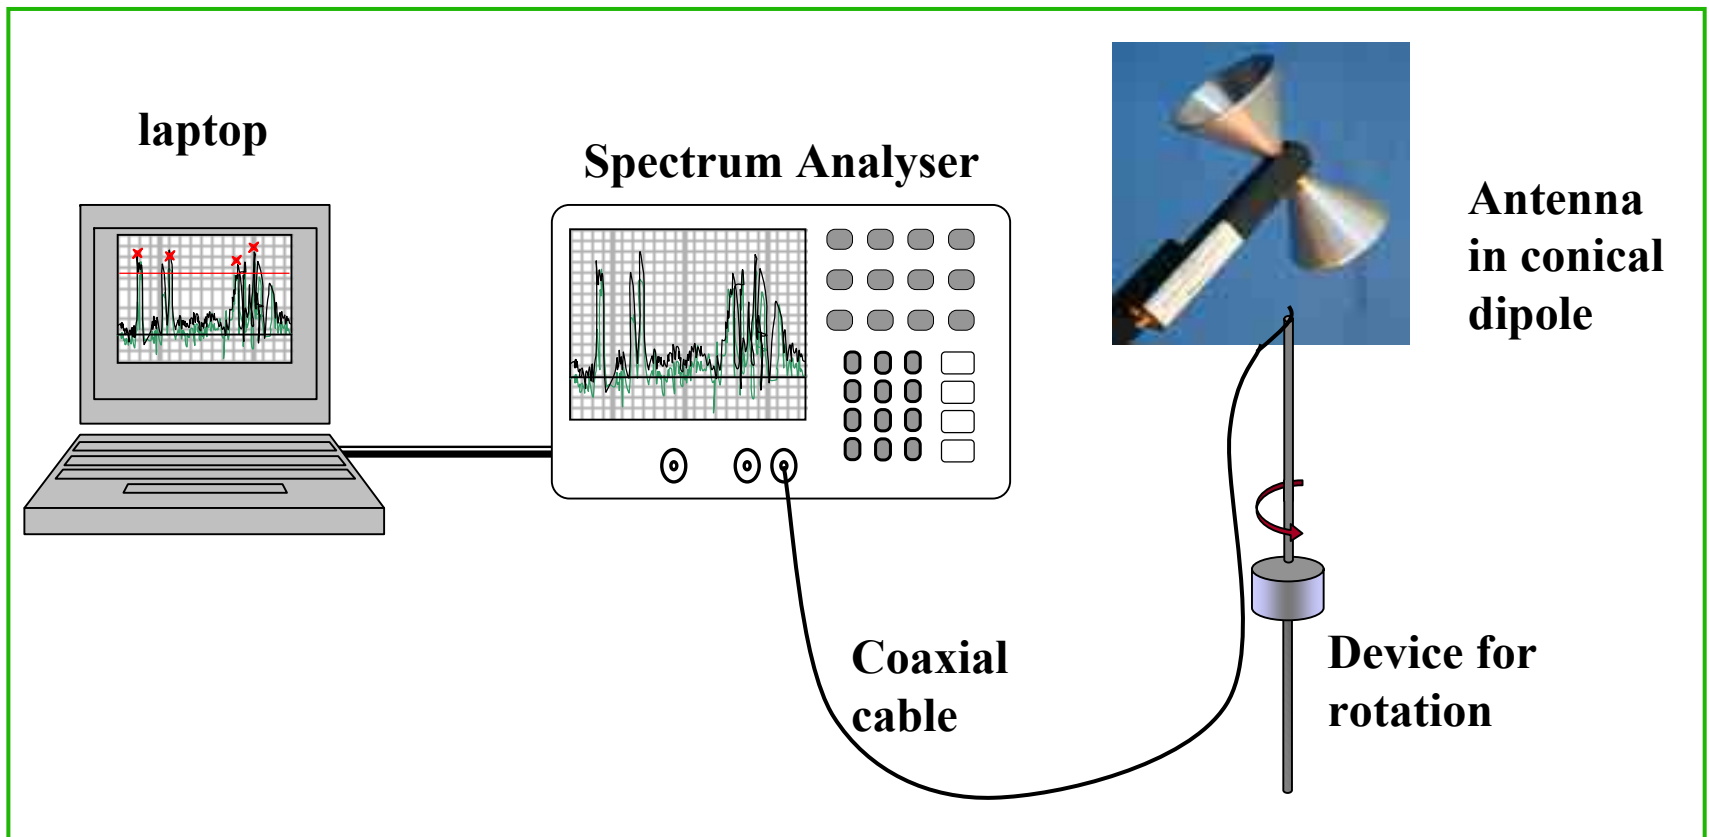 laptop
Spectrum Analyser
Antenna
in conical
dipole
Coaxial
cable
Device for
rotation